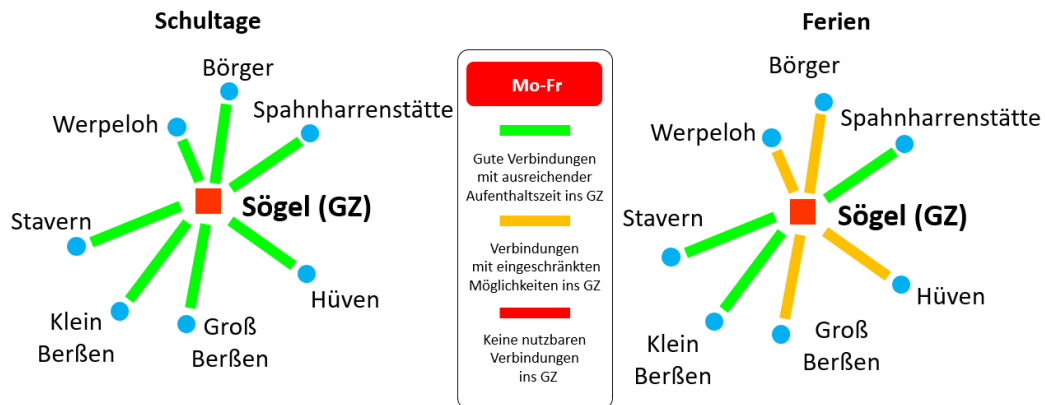 Schultage
Börger
Spahnharrenstätte
Werpeloh
Sögel (GZ)
Stavern
Hüven
Klein
Berßen
Groß
Berßen
Mo-Fr
Gute Verbindungen
mit ausreichender
Aufenthaltszeit ins GZ
Verbindungen
mit eingeschränkten
Möglichkeiten ins GZ
Keine nutzbaren
Verbindungen
ins GZ
Ferien
Börger
Spahnharrenstätte
Werpeloh
Sögel (GZ)
Stavern
Hüven
Klein
Berßen
Groß
Berßen